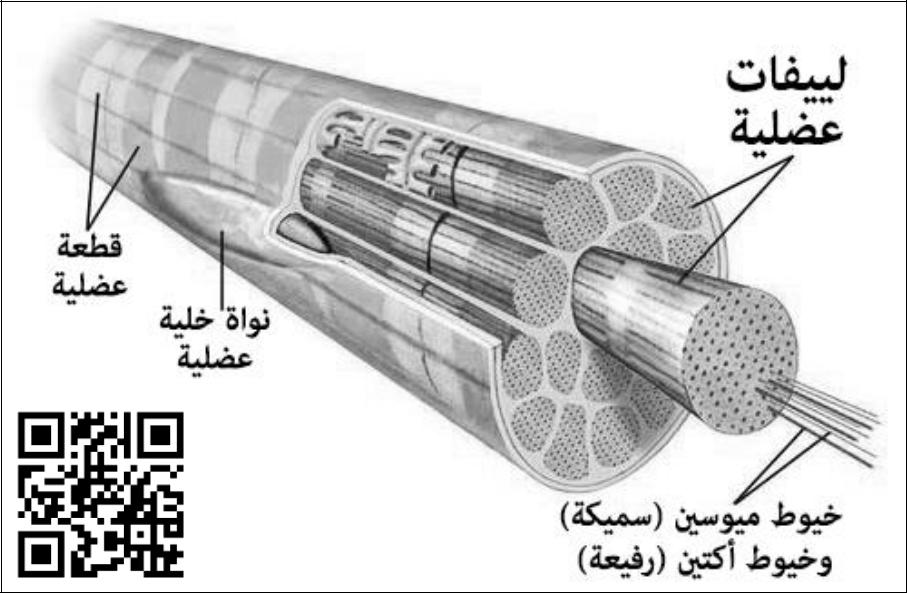 لييفات
عضلية
قطعة
عضلية
نواة خلية
عضلية
خيوط ميوسين (سميكة)
وخيوط أكتين (رفيعة)